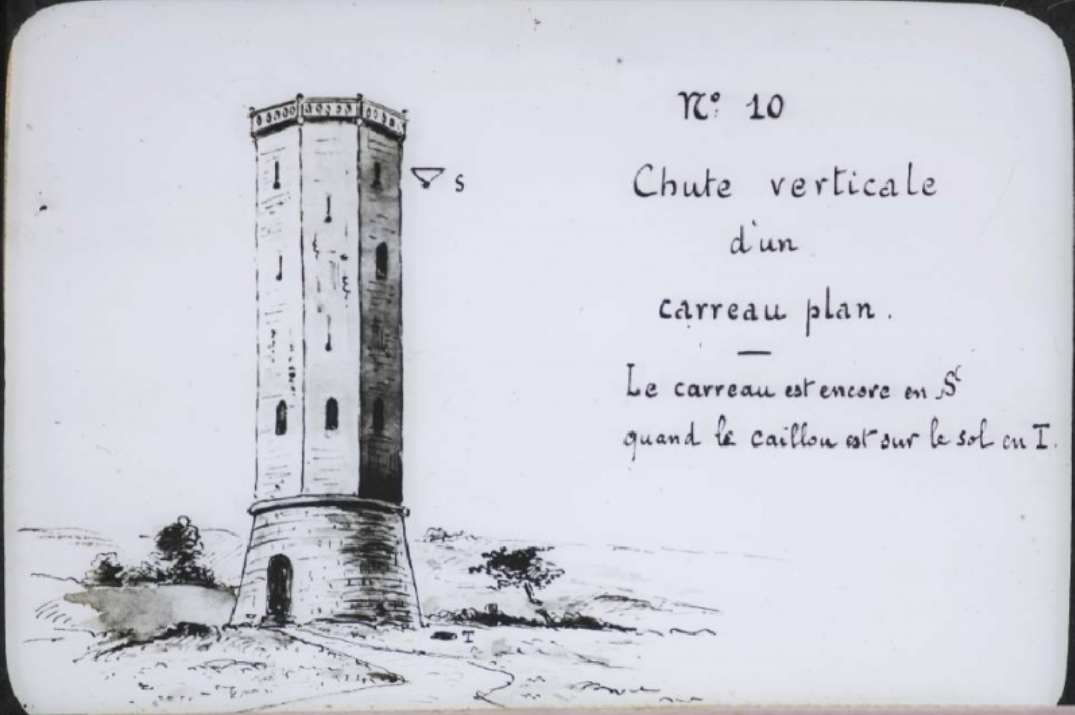 N° 10
Chute verticale
d'un
carreau plan.
Le carreau est encore en S
quand le caillou est sur le sol en T.
S
T